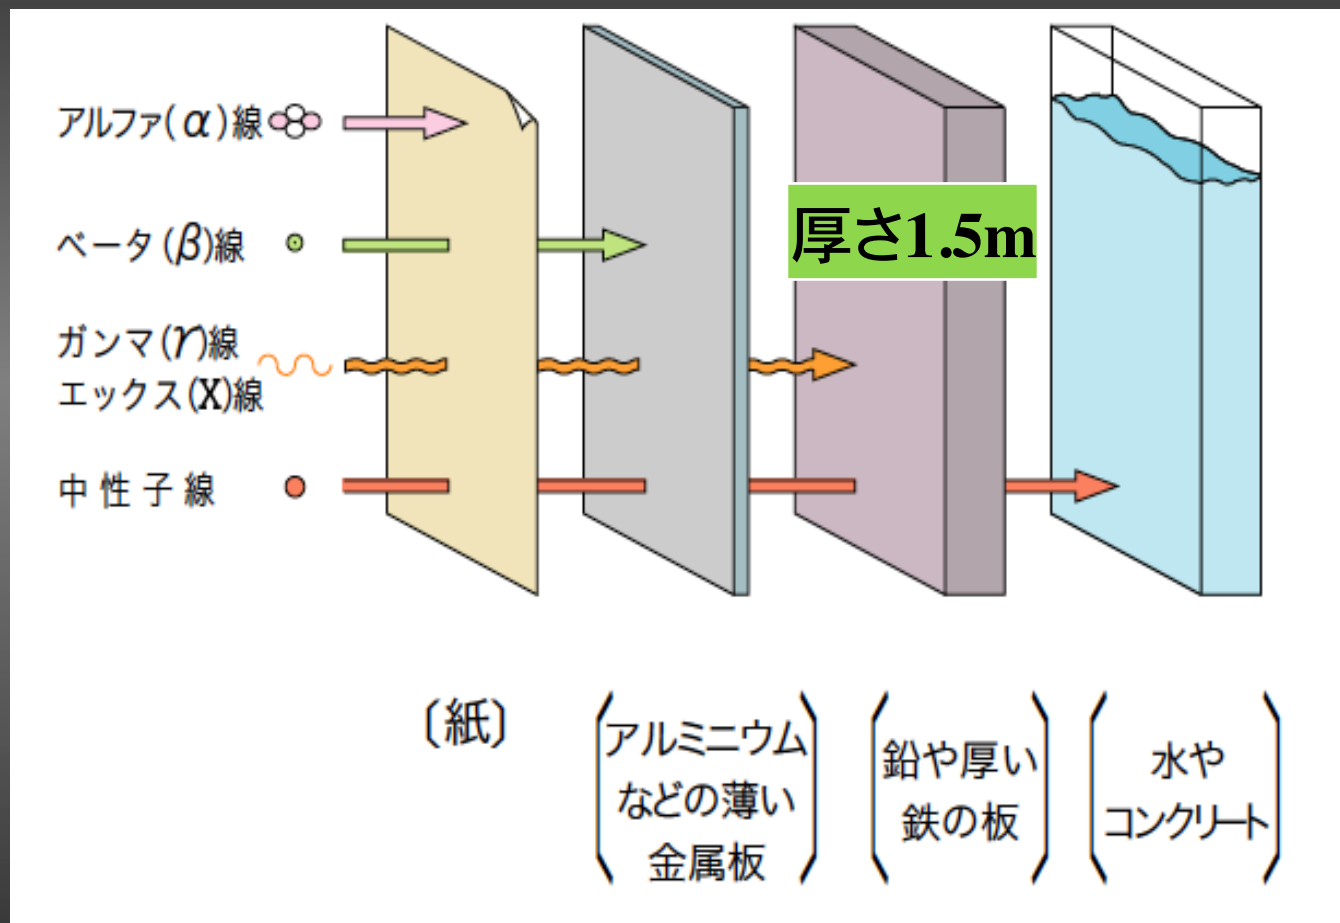 アルファ(α)線
ベータ(β)線
ガンマ(γ)線
エックス(X)線
中性子線
厚さ1.5m
〔紙〕
アルミニウム
などの薄い
金属板
鉛や厚い
鉄の板
水や
コンクリート